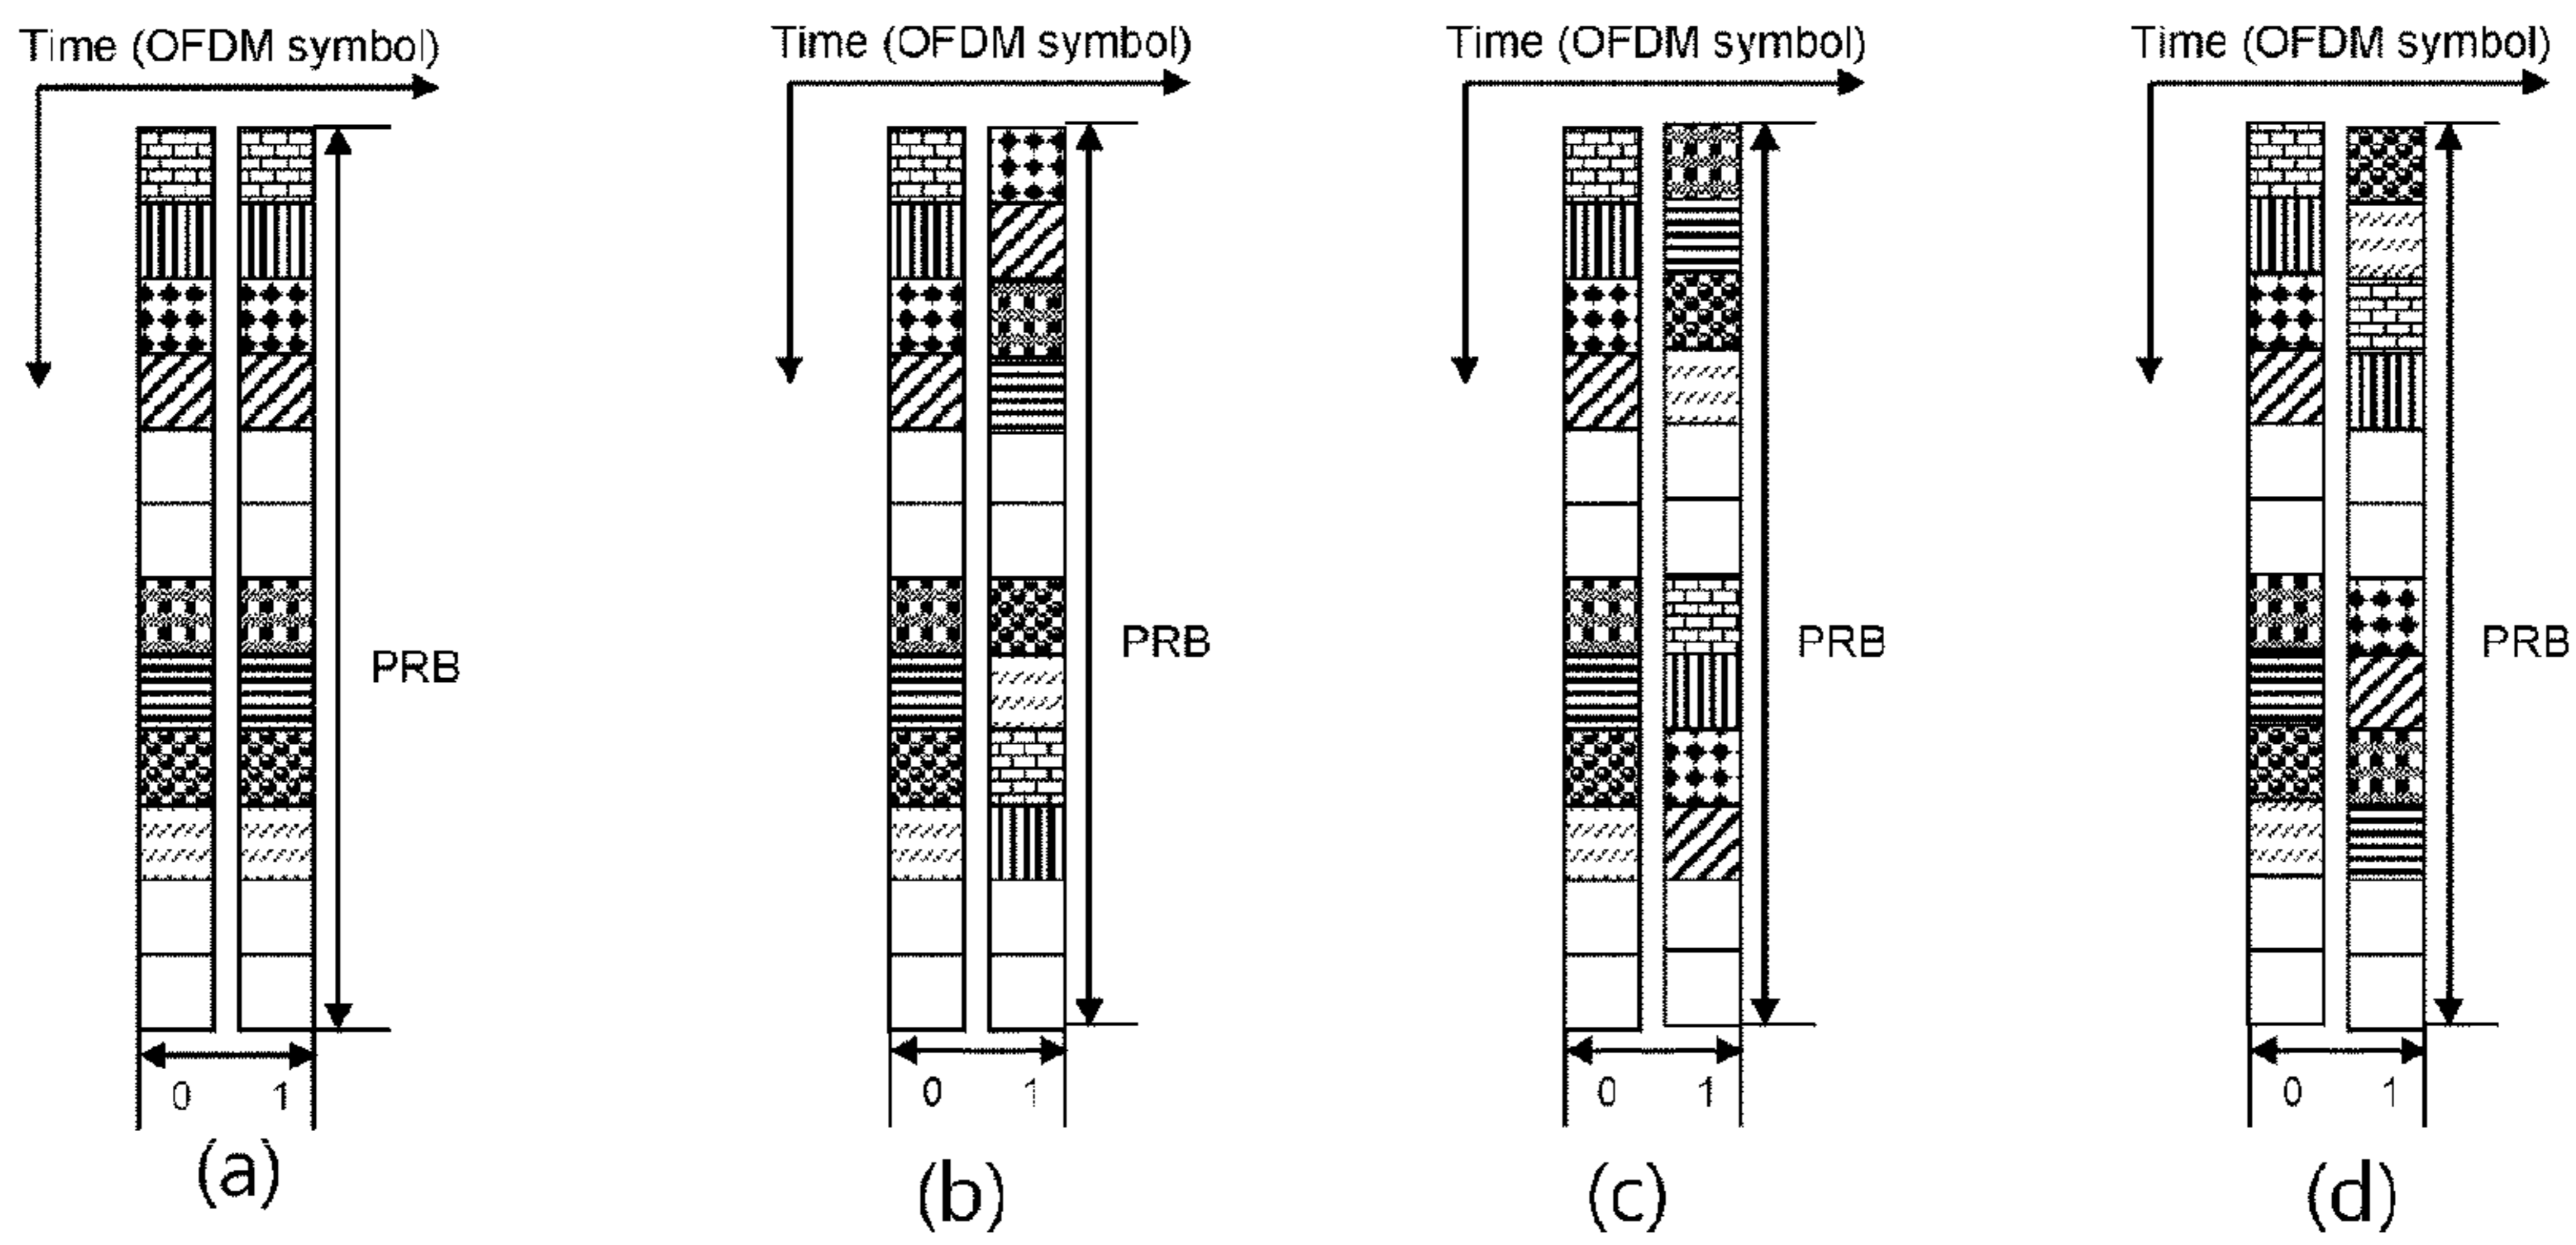 Time (OFDM symbol)
PRB
0 1
(a)
Time (OFDM symbol)
PRB
0 1
(b)
Time (OFDM symbol)
PRB
0 1
(c)
Time (OFDM symbol)
PRB
0 1
(d)